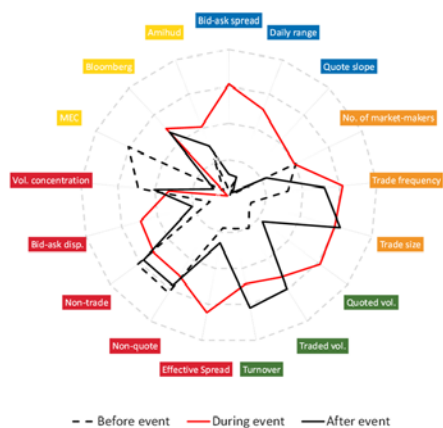 Bid-ask spread
Amihud
Daily range
Bloomberg
Quote slope
MEC
No. of market-makers
Vol. concentration
Trade frequency
Bid-ask disp.
Trade size
Non-trade
Quoted vol.
Non-quote
Traded vol.
Effective Spread
Turnover
Before event
During event
After event